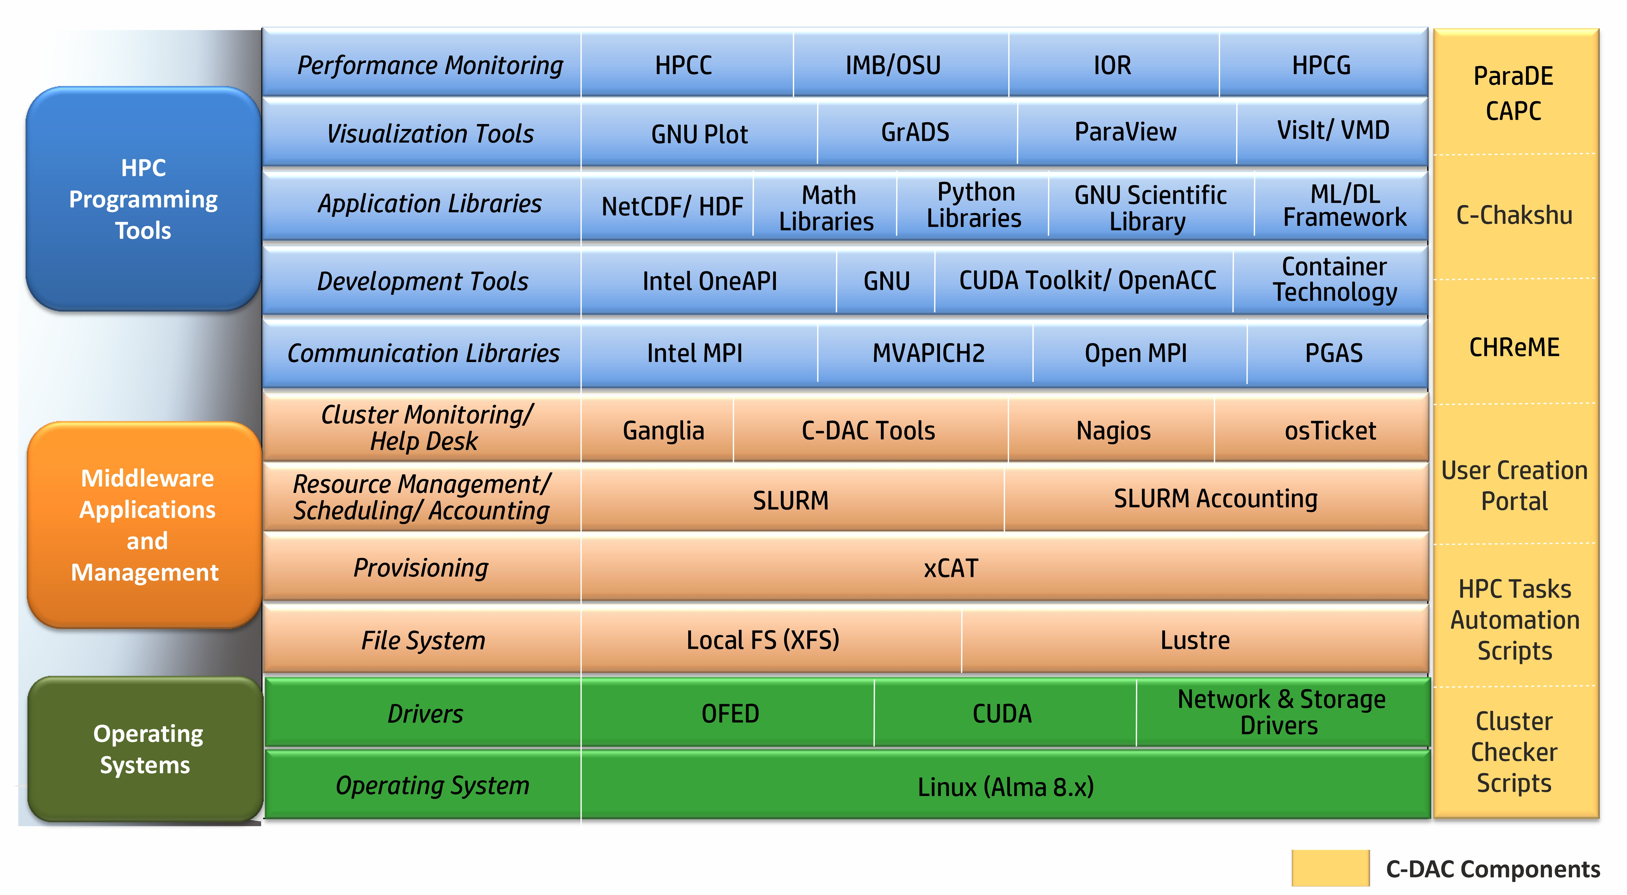 HPC
Programming
Tools
Performance Monitoring
HPCC
IMB/OSU
IOR
HPCG
Visualization Tools
GNU Plot
GrADS
ParaView
VisIt/ VMD
Application Libraries
NetCDF/ HDF
Math
Libraries
Python
Libraries
GNU Scientific
Library
ML/DL
Framework
Development Tools
Intel OneAPI
GNU
CUDA Toolkit/ OpenACC
Container
Technology
Communication Libraries
Intel MPI
MVAPICH2
Open MPI
PGAS
Middleware
Applications
and
Management
Cluster Monitoring/
Help Desk
Ganglia
C-DAC Tools
Nagios
osTicket
Resource Management/
Scheduling/ Accounting
SLURM
SLURM Accounting
Provisioning
xCAT
File System
Local FS (XFS)
Lustre
Operating
Systems
Drivers
OFED
CUDA
Network & Storage
Drivers
Operating System
Linux (Alma 8.x)
ParaDE
CAPC
C-Chakshu
CHReME
User Creation
Portal
HPC Tasks
Automation
Scripts
Cluster
Checker
Scripts
C-DAC Components